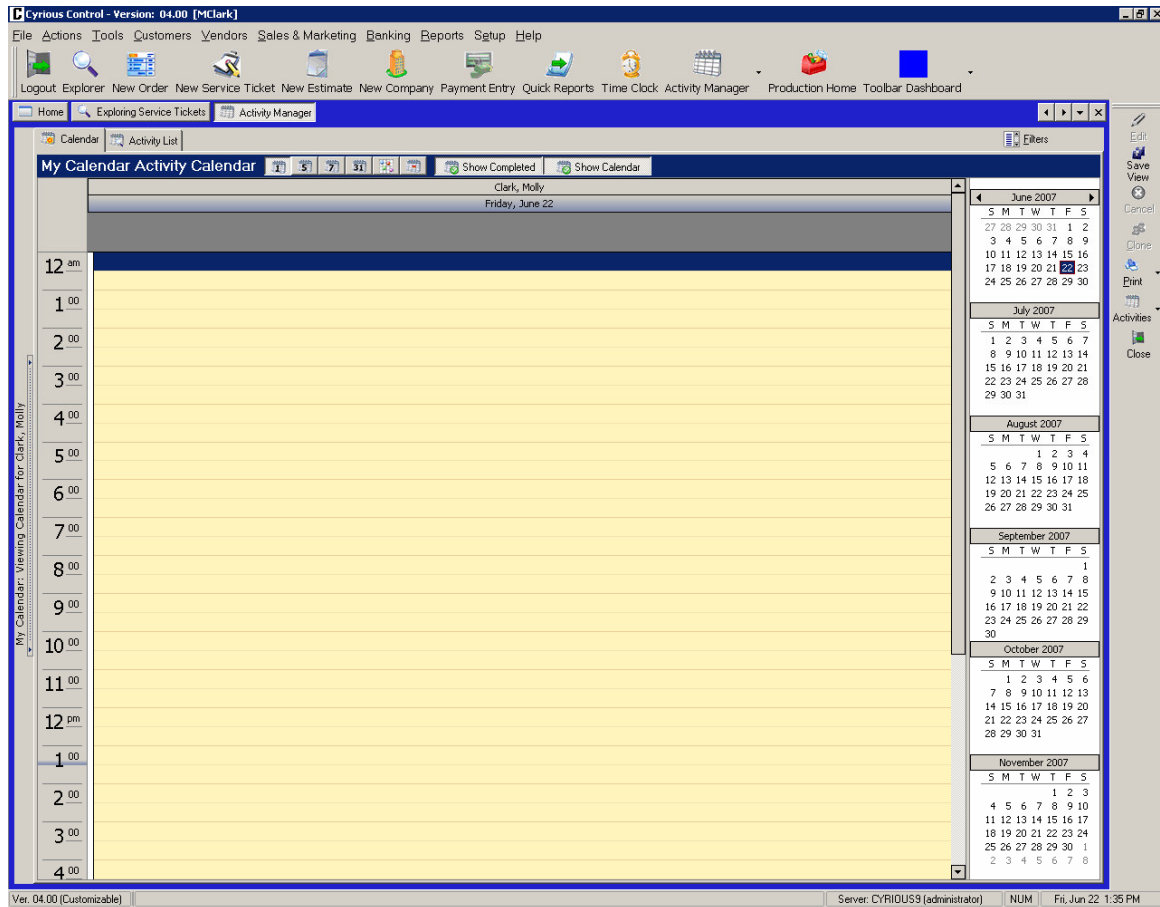 Cyrious Control - Version: 04.00 [MClark]
File Actions Tools Customers Vendors Sales & Marketing Banking Reports Setup Help
Logout Explorer New Order New Service Ticket New Estimate New Company Payment Entry Quick Reports Time Clock Activity Manager Production Home Toolbar Dashboard
Home Exploring Service Tickets Activity Manager
Calendar Activity List Filters
My Calendar Activity Calendar 1 5 7 31 Show Completed Show Calendar
Clark, Molly
Friday, June 22
12 am
1 00
2 00
3 00
4 00
5 00
6 00
7 00
8 00
9 00
10 00
11 00
12 pm
1 00
2 00
3 00
4 00
My Calendar: Viewing Calendar for Clark, Molly
June 2007
S M T W T F S
27 28 29 30 31 1 2
3 4 5 6 7 8 9
10 11 12 13 14 15 16
17 18 19 20 21 22 23
24 25 26 27 28 29 30
July 2007
S M T W T F S
1 2 3 4 5 6 7
8 9 10 11 12 13 14
15 16 17 18 19 20 21
22 23 24 25 26 27 28
29 30 31
August 2007
S M T W T F S
1 2 3 4
5 6 7 8 9 10 11
12 13 14 15 16 17 18
19 20 21 22 23 24 25
26 27 28 29 30 31
September 2007
S M T W T F S
1
2 3 4 5 6 7 8
9 10 11 12 13 14 15
16 17 18 19 20 21 22
23 24 25 26 27 28 29
30
October 2007
S M T W T F S
1 2 3 4 5 6
7 8 9 10 11 12 13
14 15 16 17 18 19 20
21 22 23 24 25 26 27
28 29 30 31
November 2007
S M T W T F S
1 2 3
4 5 6 7 8 9 10
11 12 13 14 15 16 17
18 19 20 21 22 23 24
25 26 27 28 29 30 1
2 3 4 5 6 7 8
Edit
Save
View
Cancel
Clone
Print
Activities
Close
Ver. 04.00 (Customizable) Server: CYRIOUS9 (administrator) NUM Fri, Jun 22 1:35 PM